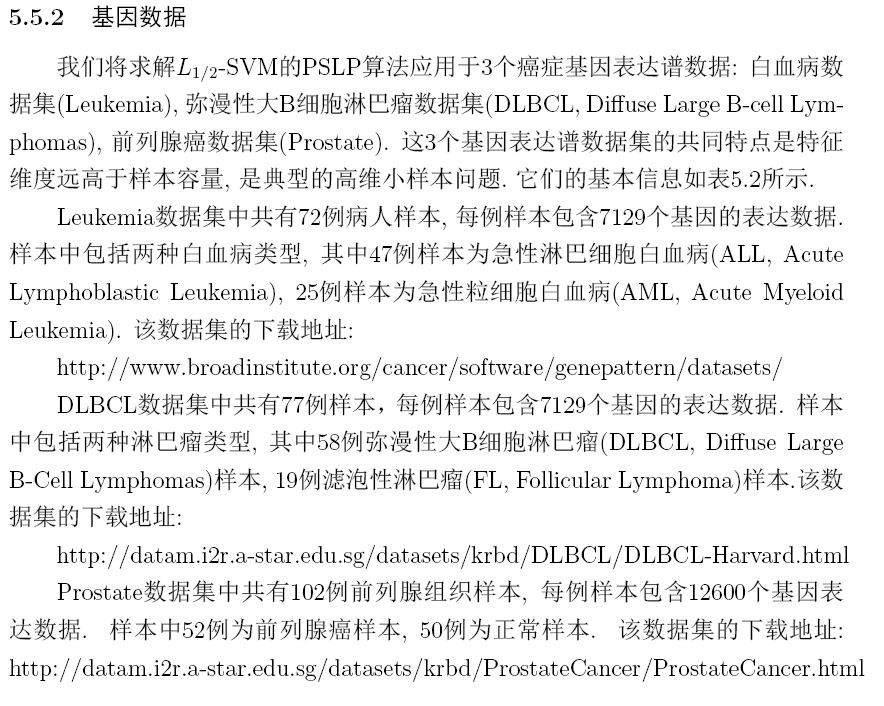 5.5.2 基因数据
我们将求解L1/2-SVM的PSLP算法应用于3个癌症基因表达谱数据: 白血病数
据集(Leukemia), 弥漫性大B细胞淋巴瘤数据集(DLBCL, Diffuse Large B-cell Lym-
phomas), 前列腺癌数据集(Prostate). 这3个基因表达谱数据集的共同特点是特征
维度远高于样本容量, 是典型的高维小样本问题. 它们的基本信息如表5.2所示.
Leukemia数据集中共有72例病人样本, 每例样本包含7129个基因的表达数据.
样本中包括两种白血病类型, 其中47例样本为急性淋巴细胞白血病(ALL, Acute
Lymphoblastic Leukemia), 25例样本为急性粒细胞白血病(AML, Acute Myeloid
Leukemia). 该数据集的下载地址:
http://www.broadinstitute.org/cancer/software/genepattern/datasets/
DLBCL数据集中共有77例样本，每例样本包含7129个基因的表达数据. 样本
中包括两种淋巴瘤类型, 其中58例弥漫性大B细胞淋巴瘤(DLBCL, Diffuse Large
B-Cell Lymphomas)样本, 19例滤泡性淋巴瘤(FL, Follicular Lymphoma)样本.该数
据集的下载地址:
http://datam.i2r.a-star.edu.sg/datasets/krbd/DLBCL/DLBCL-Harvard.html
Prostate数据集中共有102例前列腺组织样本, 每例样本包含12600个基因表
达数据. 样本中52例为前列腺癌样本, 50例为正常样本. 该数据集的下载地址:
http://datam.i2r.a-star.edu.sg/datasets/krbd/ProstateCancer/ProstateCancer.html